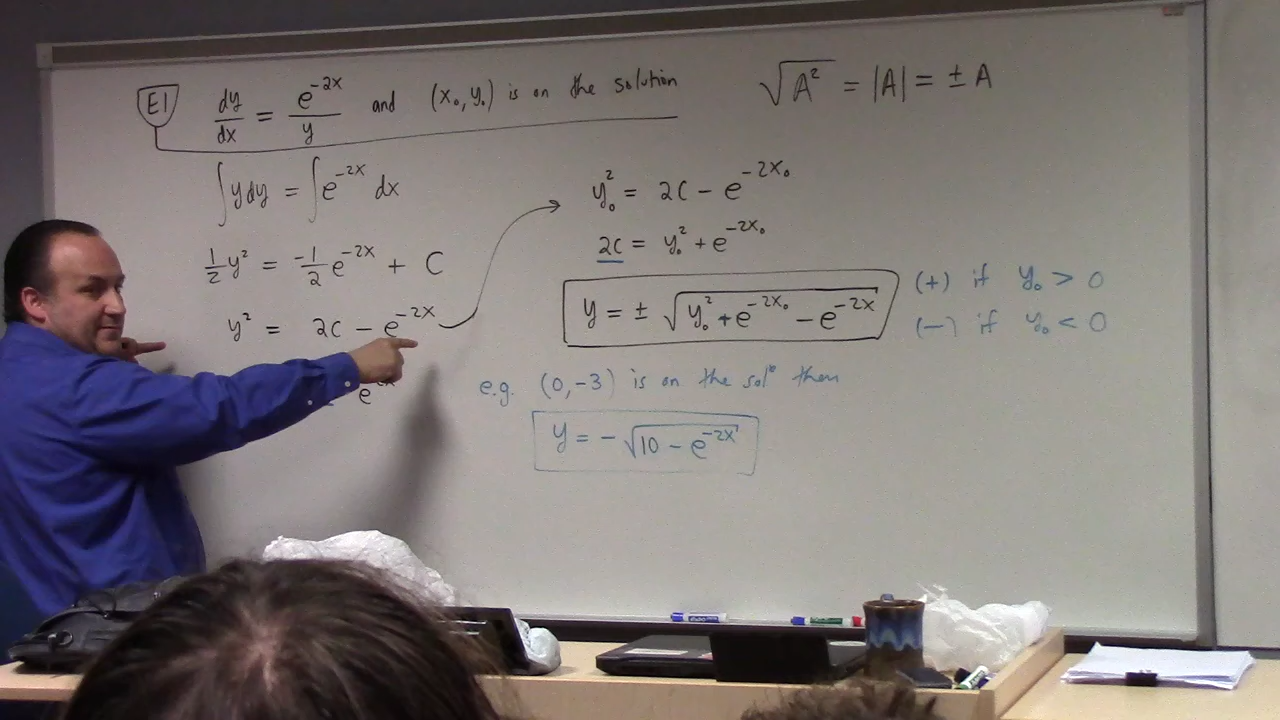 E1 dy/dx = e^{-2x}/y and (x₀, y₀) is on the solution
√A² = |A| = ± A
∫ y dy = ∫ e^{-2x} dx
½y² = -½e^{-2x} + C
y² = 2C - e^{-2x}
y₀² = 2C - e^{-2x₀}
2C = y₀² + e^{-2x₀}
y = ± √(y₀² + e^{-2x₀} - e^{-2x})
(+) if y₀ > 0
(-) if y₀ < 0
e.g. (0,-3) is on the solⁿ then
y = - √(10 - e^{-2x})